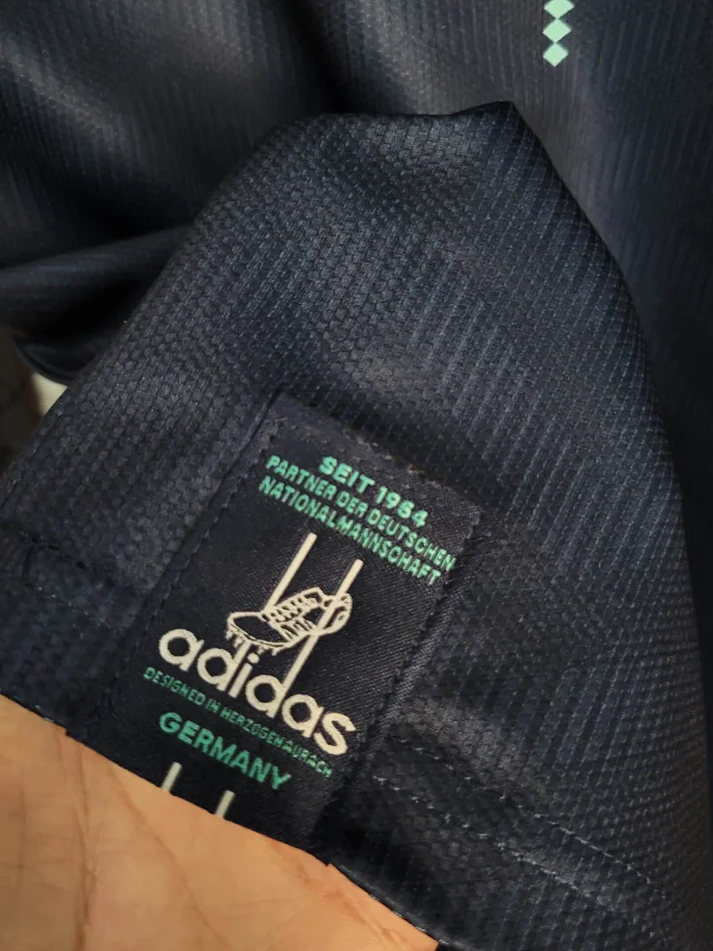 SEIT 1954
PARTNER DER DEUTSCHEN
NATIONALMANNSCHAFT
adidas
DESIGNED IN HERZOGENAURACH
GERMANY